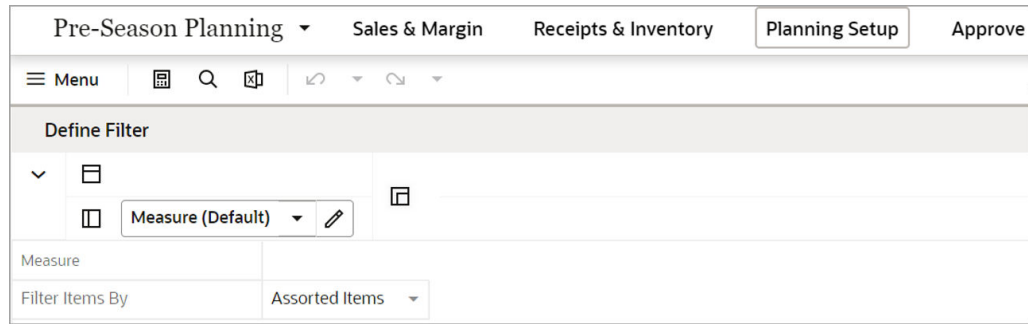 Pre-Season Planning Sales & Margin Receipts & Inventory Planning Setup Approve
Menu
Define Filter
Measure (Default)
Measure
Filter Items By Assorted Items